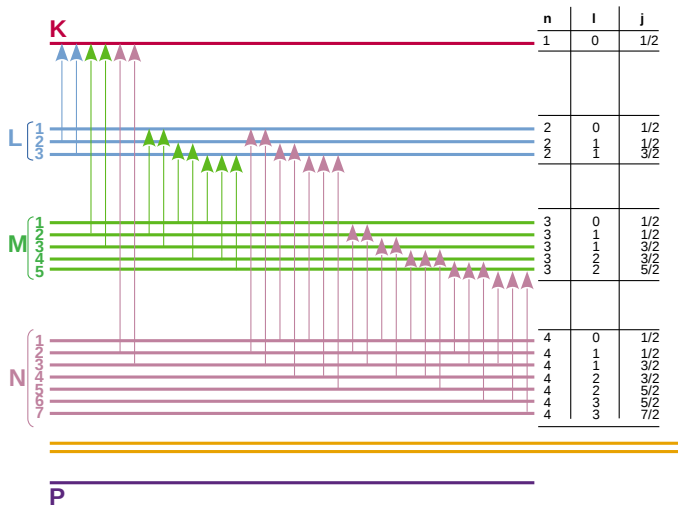 n l j
K
1 0 1/2
L
1 2 0 1/2
2 2 1 1/2
3 2 1 3/2
M
1 3 0 1/2
2 3 1 1/2
3 3 1 3/2
4 3 2 3/2
5 3 2 5/2
N
1 4 0 1/2
2 4 1 1/2
3 4 1 3/2
4 4 2 3/2
5 4 2 5/2
6 4 3 5/2
7 4 3 7/2
P